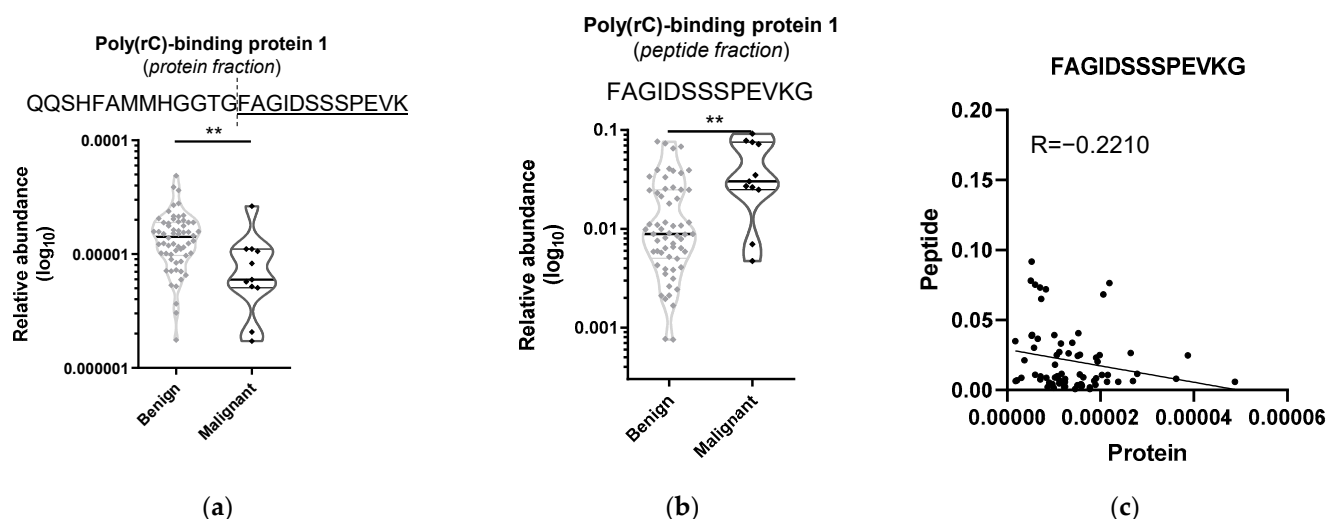 Poly(rC)-binding protein 1
(protein fraction)
QQSHFAMMHGGTGFAGIDSSSPEVK
**
0.0001
0.00001
0.000001
Relative abundance
(log10)
Benign
Malignant
(a)
Poly(rC)-binding protein 1
(peptide fraction)
FAGIDSSSPEVKG
**
0.1
0.01
0.001
Relative abundance
(log10)
Benign
Malignant
(b)
FAGIDSSSPEVKG
R=−0.2210
0.20
0.15
0.10
0.05
0.00
Peptide
0.00000 0.00002 0.00004 0.00006
Protein
(c)